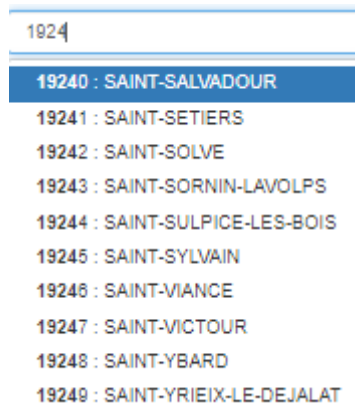 1924
19240 : SAINT-SALVADOUR
19241 : SAINT-SETIERS
19242 : SAINT-SOLVE
19243 : SAINT-SORNIN-LAVOLPS
19244 : SAINT-SULPICE-LES-BOIS
19245 : SAINT-SYLVAIN
19246 : SAINT-VIANCE
19247 : SAINT-VICTOUR
19248 : SAINT-YBARD
19249 : SAINT-YRIEIX-LE-DEJALAT